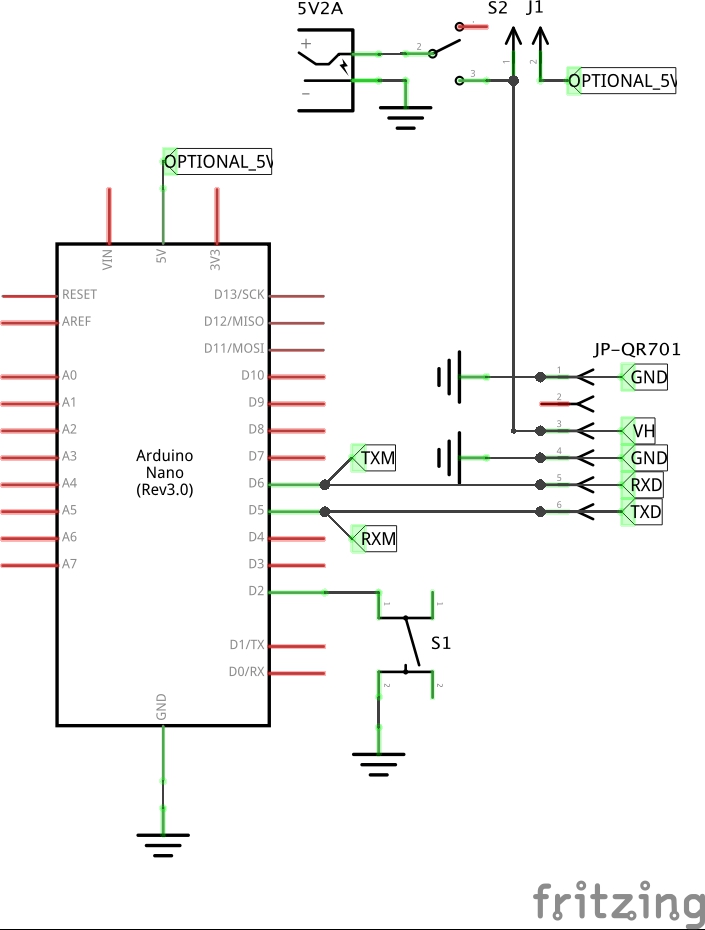 5V2A
S2 J1
+
−
2
3
1
2
OPTIONAL_5V
OPTIONAL_5V
VIN
5V
3V3
RESET
AREF
A0
A1
A2
A3
A4
A5
A6
A7
D13/SCK
D12/MISO
D11/MOSI
D10
D9
D8
D7
D6
D5
D4
D3
D2
D1/TX
D0/RX
GND
Arduino
Nano
(Rev3.0)
TXM
RXM
JP-QR701
1
GND
2
3
VH
4
GND
5
RXD
6
TXD
1
1
S1
2
2
fritzing